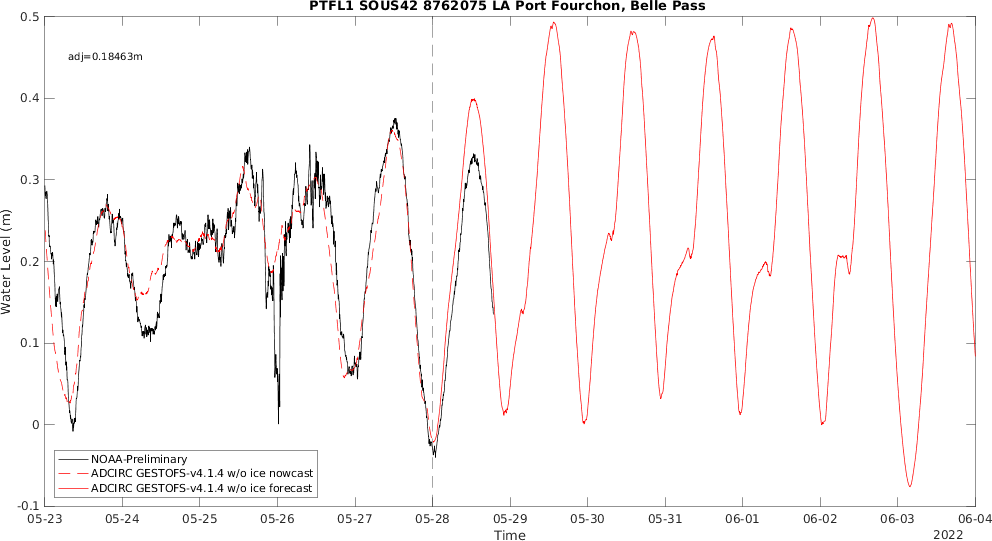 PTFL1 SOUS42 8762075 LA Port Fourchon, Belle Pass
adj=0.18463m
0.5
0.4
0.3
0.2
0.1
0
-0.1
Water Level (m)
NOAA-Preliminary
ADCIRC GESTOFS-v4.1.4 w/o ice nowcast
ADCIRC GESTOFS-v4.1.4 w/o ice forecast
05-23 05-24 05-25 05-26 05-27 05-28 05-29 05-30 05-31 06-01 06-02 06-03 06-04
Time
2022